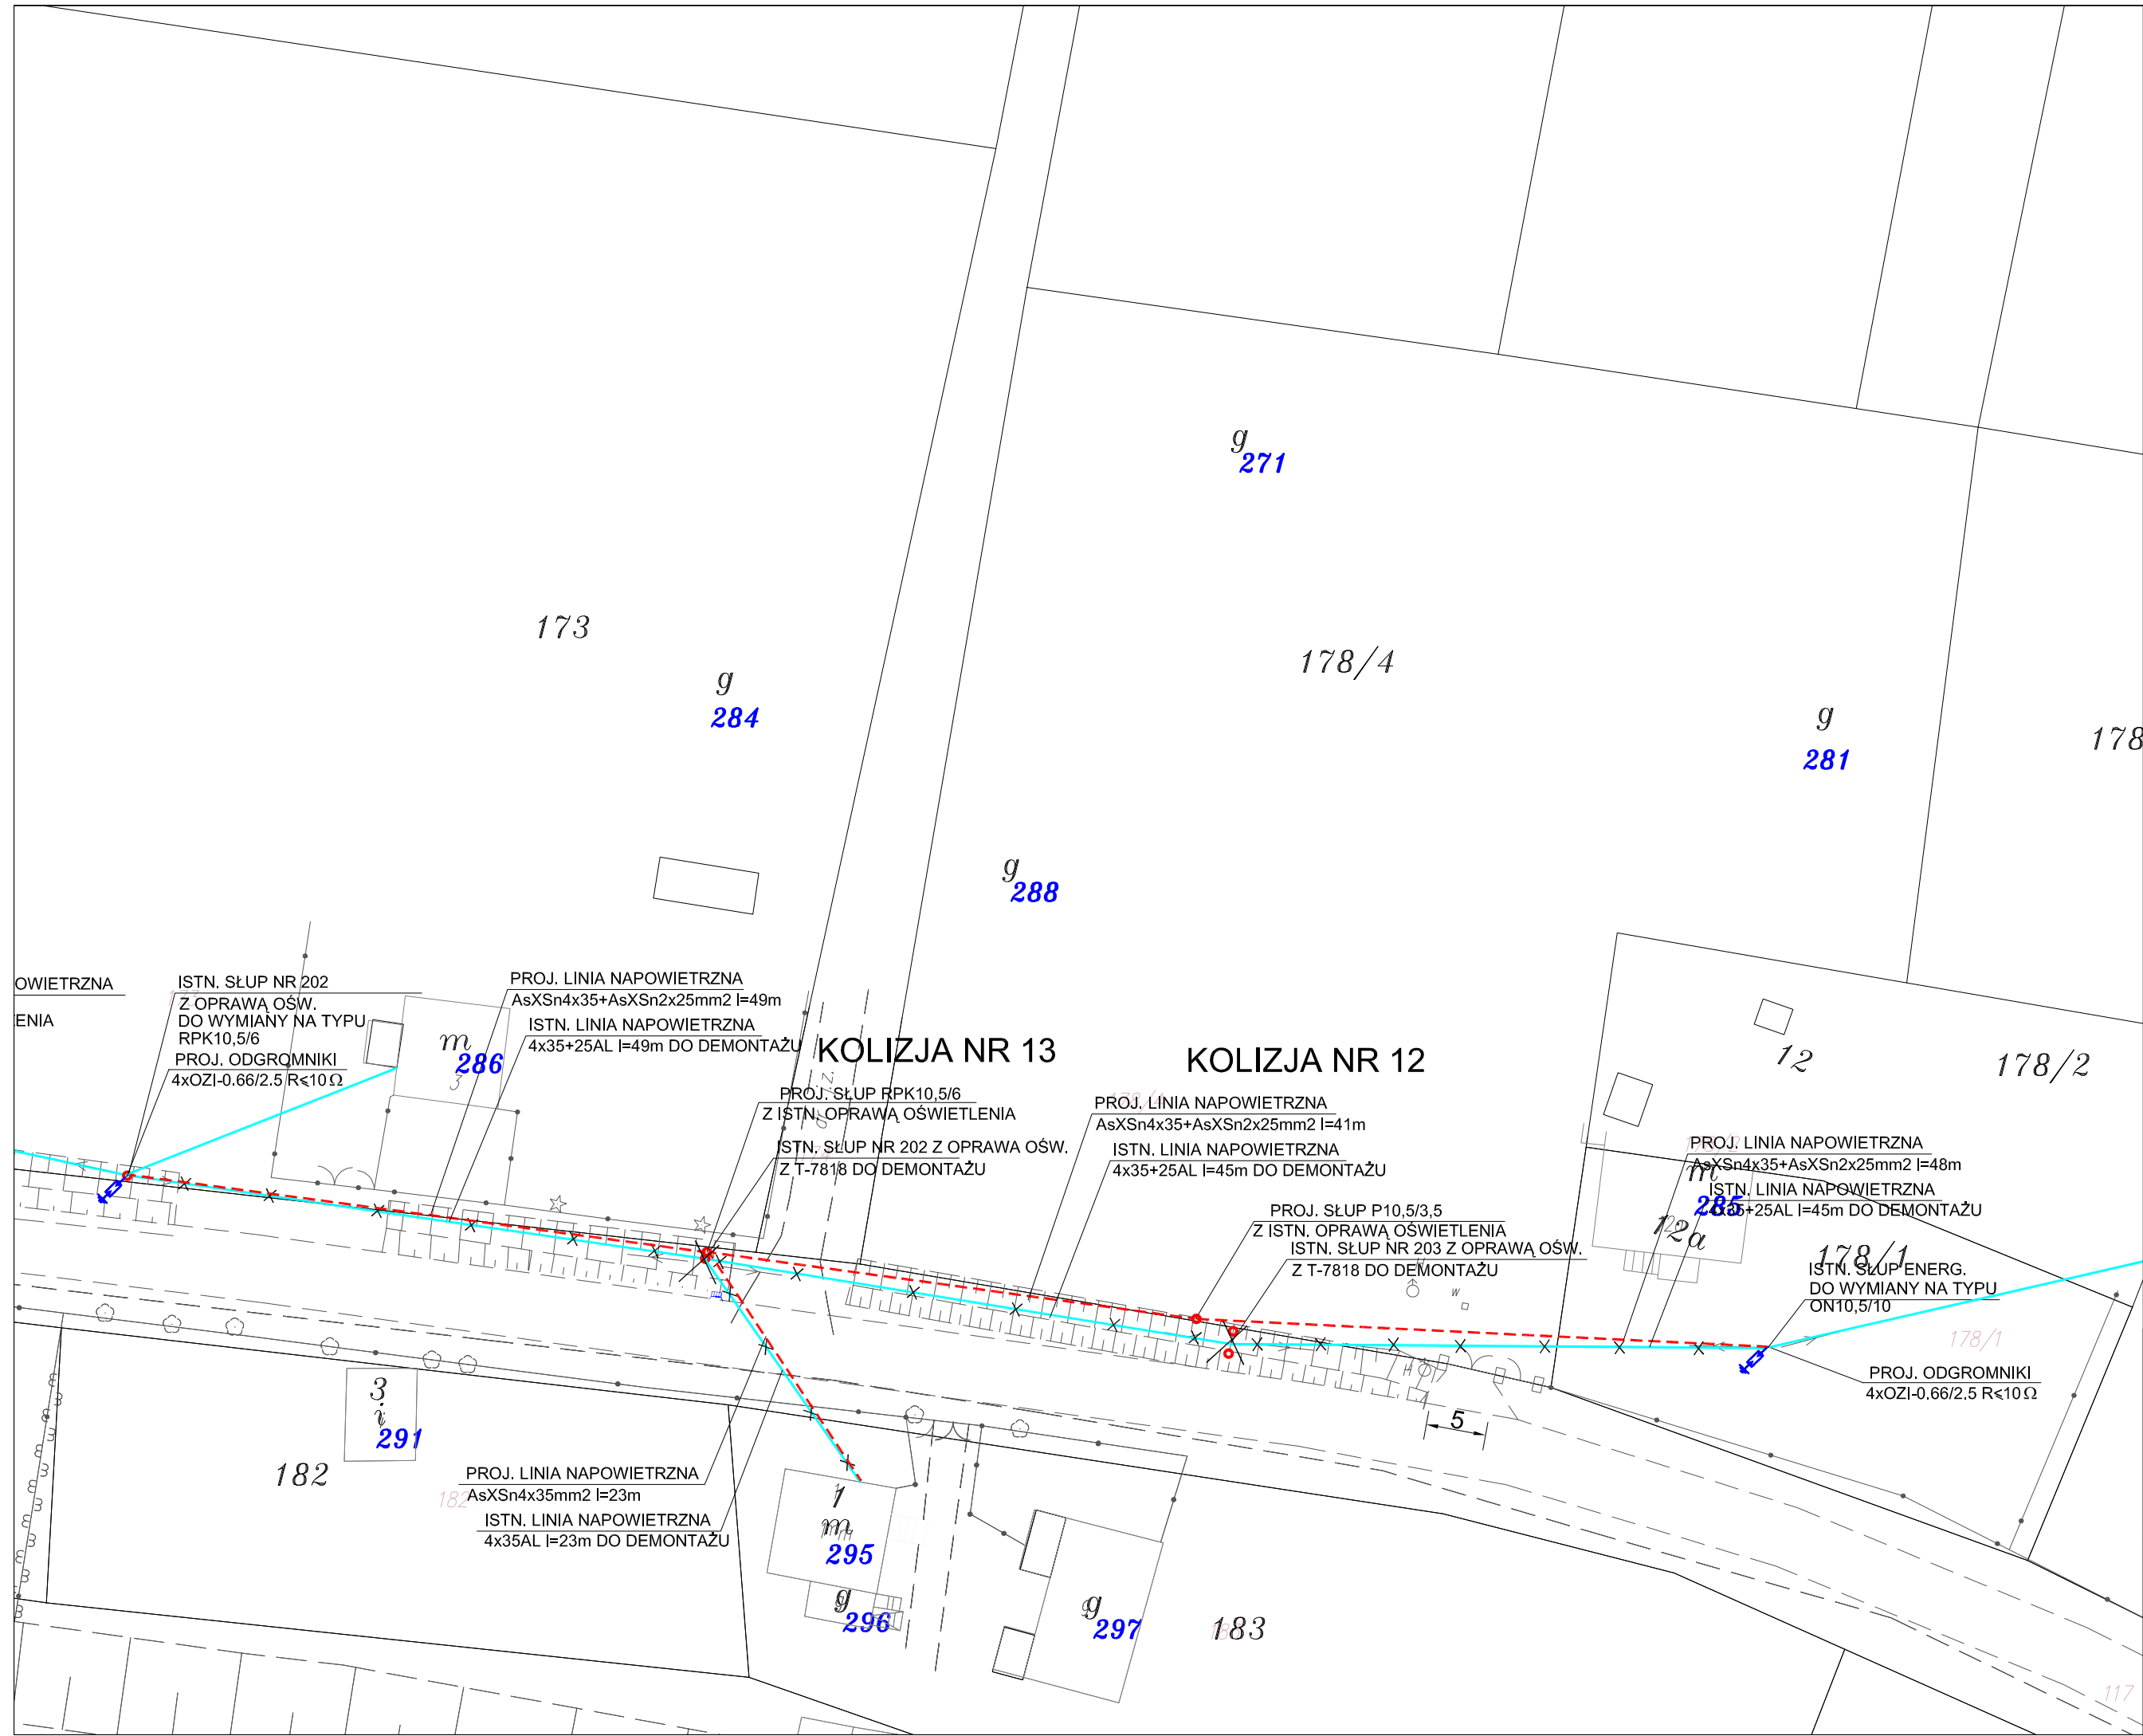 g
271
173
178/4
g
284
g
281
178
g
288
OWIETRZNA
ENIA
ISTN. SŁUP NR 202
Z OPRAWĄ OŚW.
DO WYMIANY NA TYPU
RPK10,5/6
PROJ. ODGROMNIKI
4xOZI-0.66/2.5 R≤10Ω
m
286
3
PROJ. LINIA NAPOWIETRZNA
AsXSn4x35+AsXSn2x25mm2 l=49m
ISTN. LINIA NAPOWIETRZNA
4x35+25AL l=49m DO DEMONTAŻU
KOLIZJA NR 13
KOLIZJA NR 12
PROJ. SŁUP RPK10,5/6
Z ISTN. OPRAWĄ OŚWIETLENIA
ISTN. SŁUP NR 202 Z OPRAWA OŚW.
Z T-7818 DO DEMONTAŻU
PROJ. LINIA NAPOWIETRZNA
AsXSn4x35+AsXSn2x25mm2 l=41m
ISTN. LINIA NAPOWIETRZNA
4x35+25AL l=45m DO DEMONTAŻU
PROJ. SŁUP P10,5/3,5
Z ISTN. OPRAWĄ OŚWIETLENIA
ISTN. SŁUP NR 203 Z OPRAWĄ OŚW.
Z T-7818 DO DEMONTAŻU
12
178/2
PROJ. LINIA NAPOWIETRZNA
AsXSn4x35+AsXSn2x25mm2 l=48m
ISTN. LINIA NAPOWIETRZNA
4x35+25AL l=45m DO DEMONTAŻU
m
285
12a
178/1
ISTN. SŁUP ENERG.
DO WYMIANY NA TYPU
ON10,5/10
178/1
PROJ. ODGROMNIKI
4xOZI-0.66/2.5 R≤10Ω
w
5
3
i
291
182
182
PROJ. LINIA NAPOWIETRZNA
AsXSn4x35mm2 l=23m
ISTN. LINIA NAPOWIETRZNA
4x35AL l=23m DO DEMONTAŻU
1
m
295
g
296
g
297
183
117